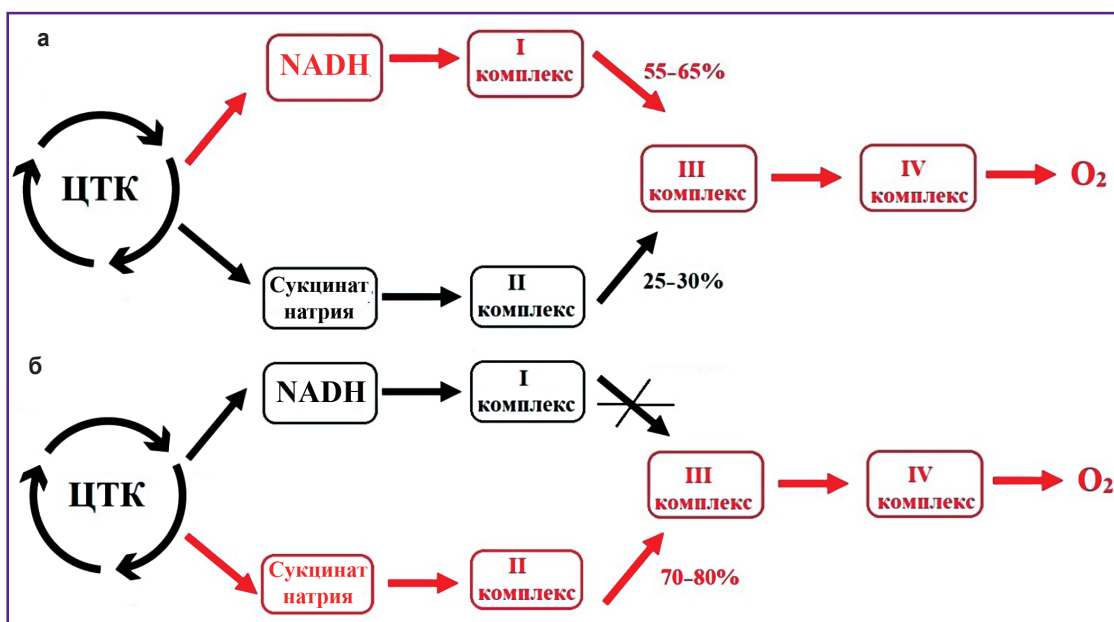 а
NADH
I
комплекс
55–65%
ЦТК
III
комплекс
IV
комплекс
O₂
Сукцинат
натрия
II
комплекс
25–30%
б
NADH
I
комплекс
ЦТК
III
комплекс
IV
комплекс
O₂
Сукцинат
натрия
II
комплекс
70–80%